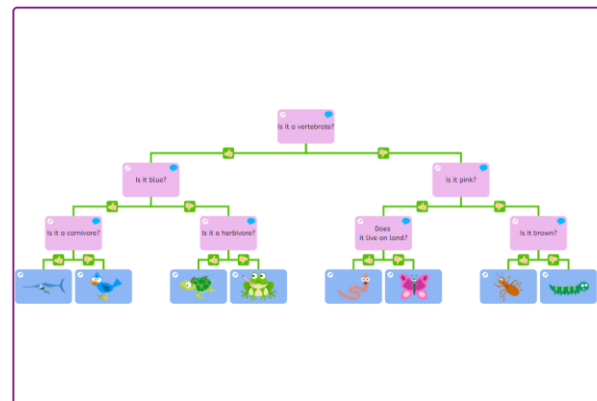 Is it a vertebrate?
Is it blue?
Is it pink?
Is it a carnivore?
Is it a herbivore?
Does
it live on land?
Is it brown?